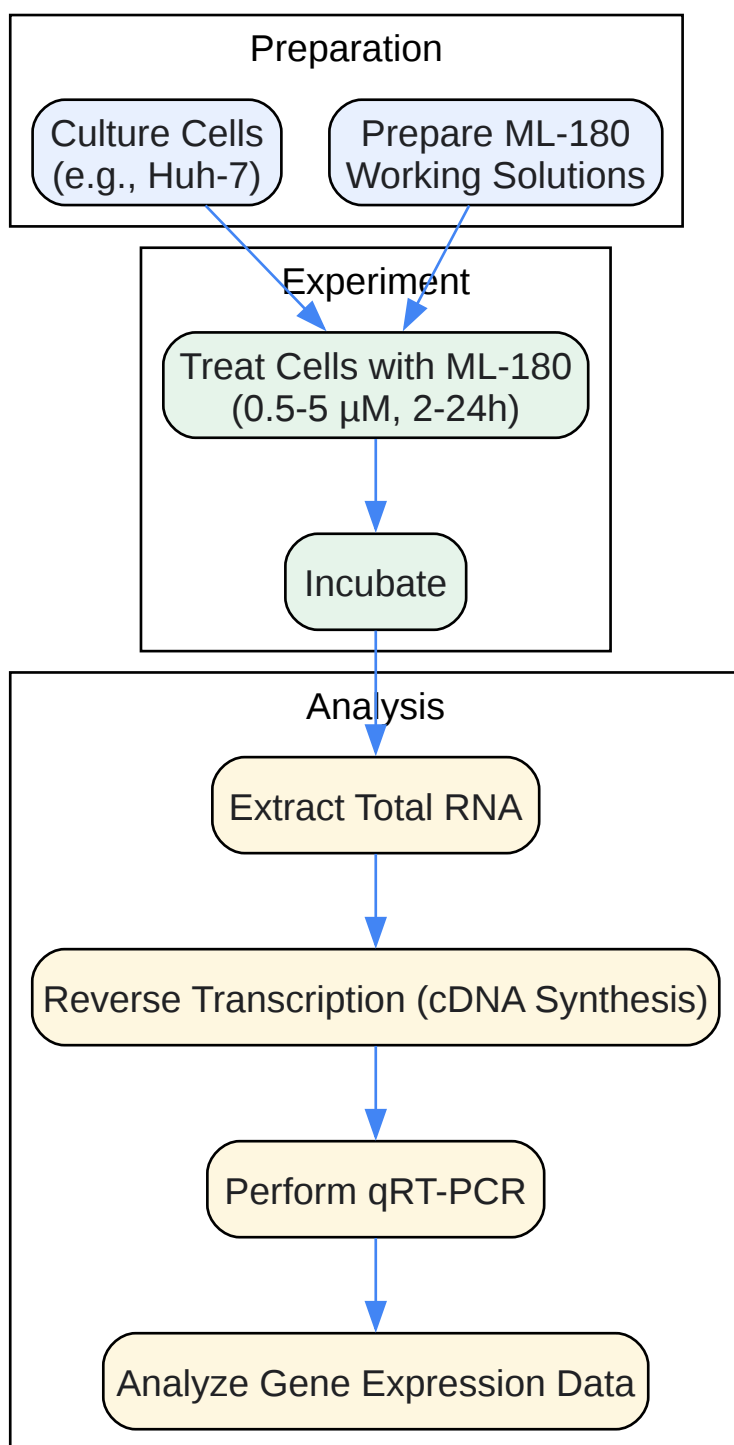 Preparation
Culture Cells
(e.g., Huh-7)
Prepare ML-180
Working Solutions
Experiment
Treat Cells with ML-180
(0.5-5 µM, 2-24h)
Incubate
Analysis
Extract Total RNA
Reverse Transcription (cDNA Synthesis)
Perform qRT-PCR
Analyze Gene Expression Data